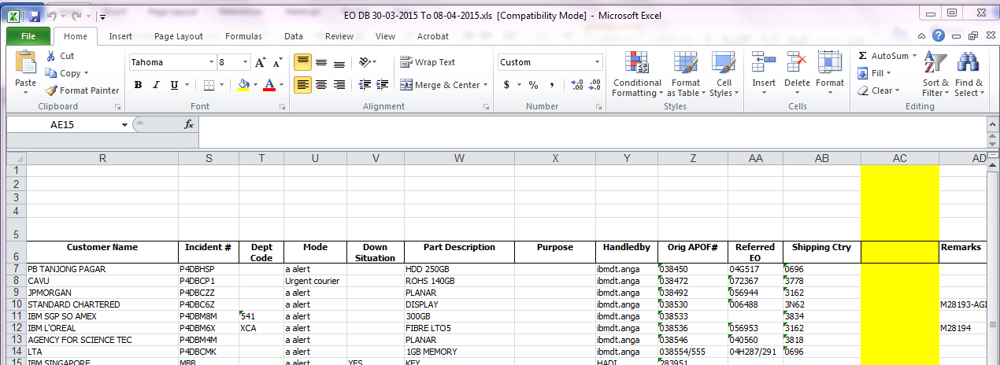 EO DB 30-03-2015 To 08-04-2015.xls [Compatibility Mode] - Microsoft Excel
File Home Insert Page Layout Formulas Data Review View Acrobat
Paste Cut Copy Format Painter
Tahoma 8
B I U
Wrap Text
Merge & Center
Custom
$ % ,
Conditional Formatting Format as Table Cell Styles
Insert Delete Format
AutoSum Fill Clear
Sort & Filter Find & Select
Clipboard Font Alignment Number Styles Cells Editing
AE15 fx
R S T U V W X Y Z AA AB AC AD
1
2
3
4
5
6 Customer Name Incident # Dept Code Mode Down Situation Part Description Purpose Handledby Orig APOF# Referred EO Shipping Ctry Remarks
7 PB TANJONG PAGAR P4DBHSP a alert HDD 250GB ibmdt.anga 038450 04G517 0696
8 CAVU P4DBCP1 Urgent courier ROHS 140GB ibmdt.anga 038472 072367 3778
9 JPMORGAN P4DBCZZ a alert PLANAR ibmdt.anga 038492 056944 3162
10 STANDARD CHARTERED P4DBC6Z a alert DISPLAY ibmdt.anga 038530 006488 3N62 M28193-AGI
11 IBM SGP SO AMEX P4DBM8M 541 a alert 300GB ibmdt.anga 038533 3834
12 IBM L'OREAL P4DBM6X XCA a alert FIBRE LTO5 ibmdt.anga 038536 056953 3162 M28194
13 AGENCY FOR SCIENCE TEC P4DBM4M a alert PLANAR ibmdt.anga 038546 040560 3818
14 LTA P4DBCMK a alert 1GB MEMORY ibmdt.anga 038554/555 04H287/291 0696
15 IBM SINGAPORE MBB a alert YES KEY HADI 283951